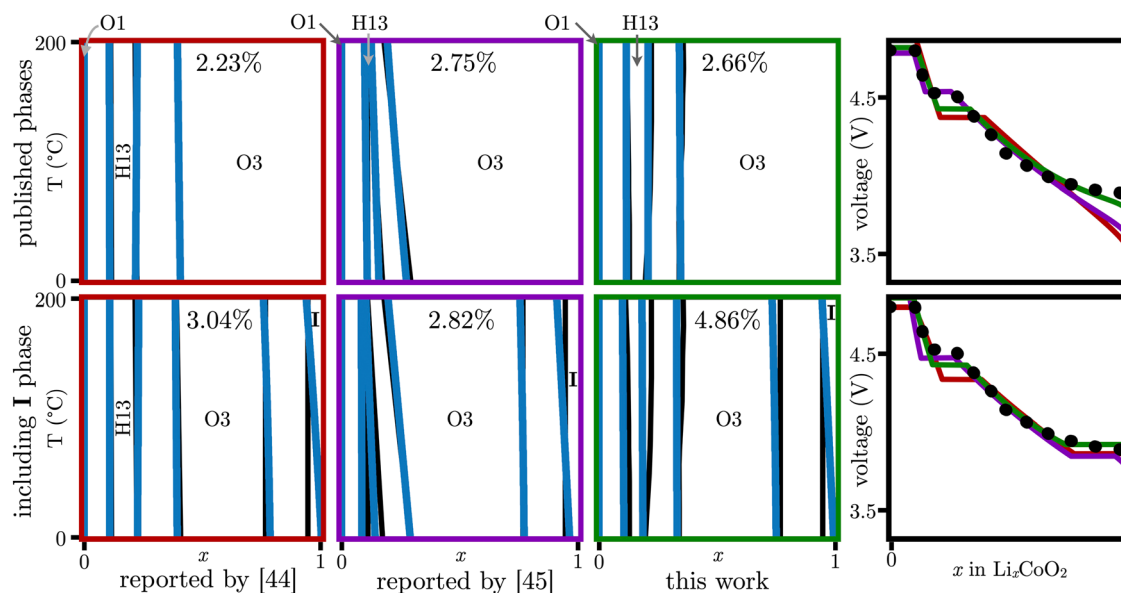 O1
O1
H13
O1
H13
200
2.23%
2.75%
2.66%
4.5
published phases
T (°C)
H13
O3
O3
O3
voltage (V)
3.5
0
200
3.04%
2.82%
4.86%
I
I
I
4.5
including I phase
T (°C)
H13
O3
O3
O3
voltage (V)
3.5
0
0
x
1
0
x
1
0
x
1
0
x in LixCoO2
reported by [44]
reported by [45]
this work